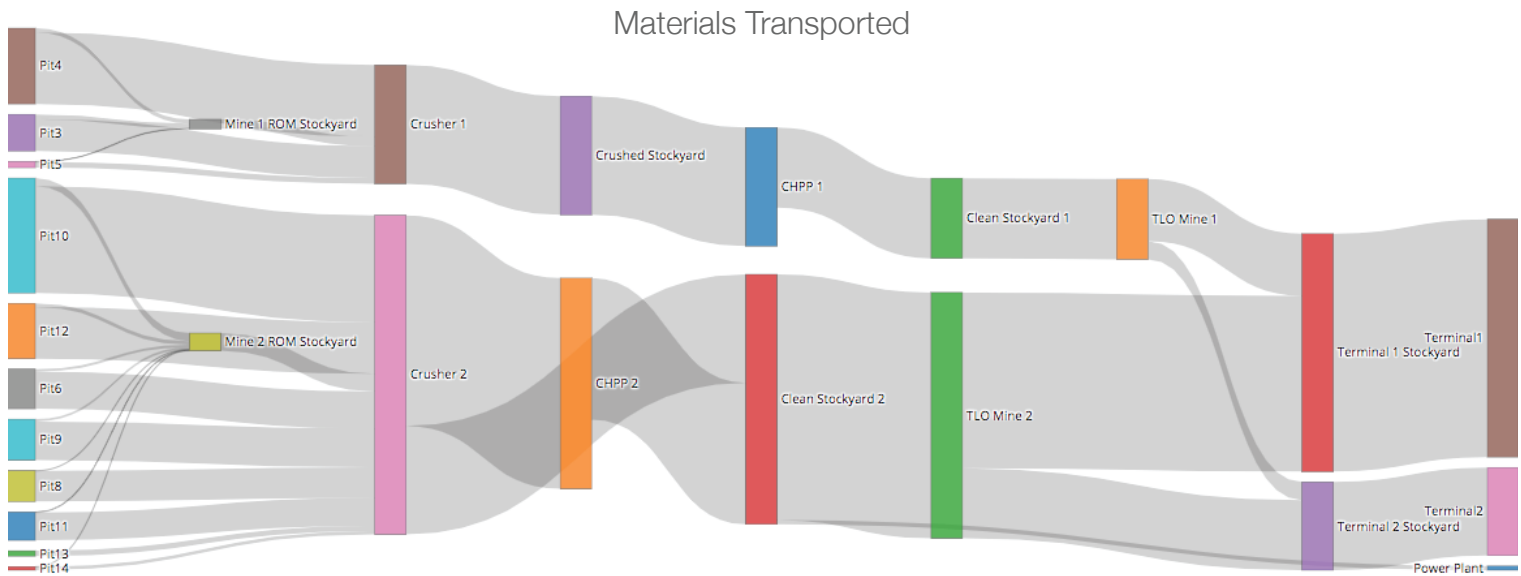 Materials Transported
Pit4
Pit3
Mine 1 ROM Stockyard
Crusher 1
Pit5
Crushed Stockyard
CHPP 1
Clean Stockyard 1
TLO Mine 1
Pit10
Pit12
Mine 2 ROM Stockyard
Pit6
Crusher 2
CHPP 2
Clean Stockyard 2
TLO Mine 2
Terminal1
Terminal 1 Stockyard
Pit9
Pit8
Pit11
Terminal2
Terminal 2 Stockyard
Pit13
Pit14
Power Plant